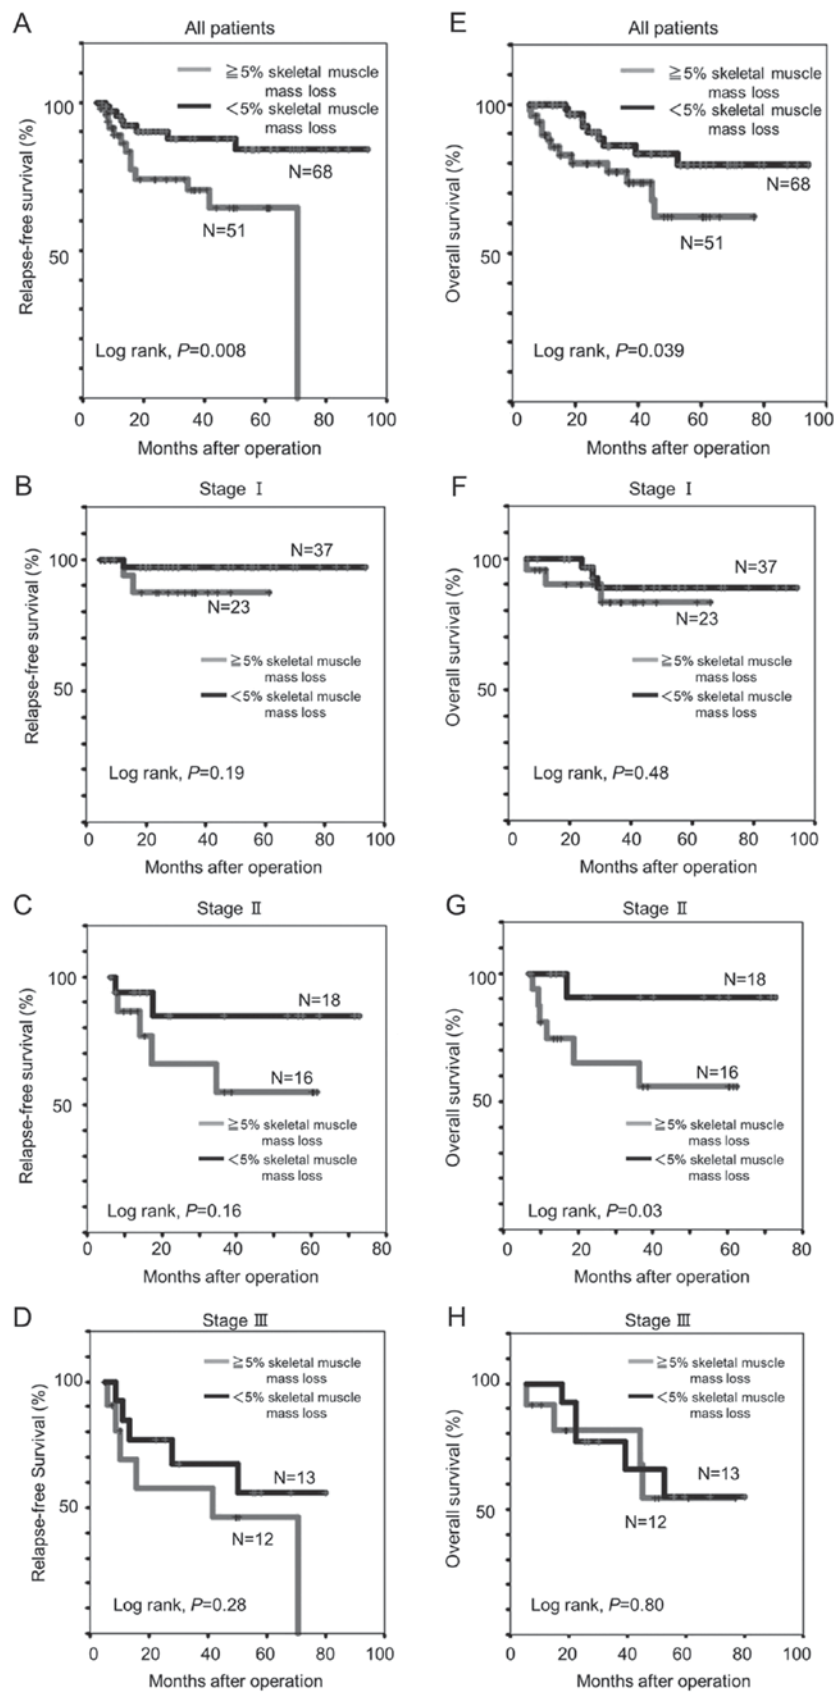 A
All patients
≧5% skeletal muscle
mass loss
<5% skeletal muscle
mass loss
100
50
Relapse-free survival (%)
N=68
N=51
Log rank, P=0.008
0 20 40 60 80 100
Months after operation
E
All patients
≧5% skeletal muscle
mass loss
<5% skeletal muscle
mass loss
100
50
Overall survival (%)
N=68
N=51
Log rank, P=0.039
0 20 40 60 80 100
Months after operation
B
Stage Ⅰ
100
50
Relapse-free survival (%)
N=37
N=23
≧5% skeletal muscle
mass loss
<5% skeletal muscle
mass loss
Log rank, P=0.19
0 20 40 60 80 100
Months after operation
F
Stage Ⅰ
100
50
Overall survival (%)
N=37
N=23
≧5% skeletal muscle
mass loss
<5% skeletal muscle
mass loss
Log rank, P=0.48
0 20 40 60 80 100
Months after operation
C
Stage Ⅱ
100
50
Relapse-free survival (%)
N=18
N=16
≧5% skeletal muscle
mass loss
<5% skeletal muscle
mass loss
Log rank, P=0.16
0 20 40 60 80
Months after operation
G
Stage Ⅱ
100
50
Overall survival (%)
N=18
N=16
≧5% skeletal muscle
mass loss
<5% skeletal muscle
mass loss
Log rank, P=0.03
0 20 40 60 80
Months after operation
D
Stage Ⅲ
≧5% skeletal muscle
mass loss
<5% skeletal muscle
mass loss
100
50
Relapse-free Survival (%)
N=13
N=12
Log rank, P=0.28
0 20 40 60 80 100
Months after operation
H
Stage Ⅲ
≧5% skeletal muscle
mass loss
<5% skeletal muscle
mass loss
100
50
Overall survival (%)
N=13
N=12
Log rank, P=0.80
0 20 40 60 80 100
Months after operation